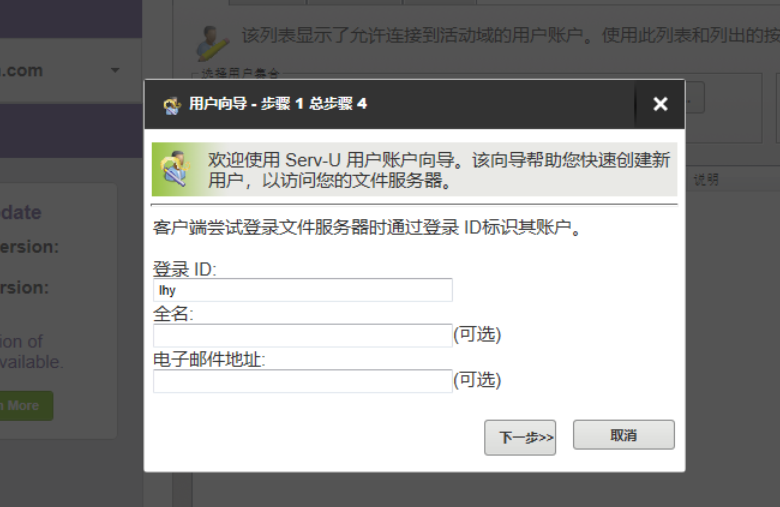 该列表显示了允许连接到活动域的用户账户。使用此列表和列出的按
.com
选择用户集合
用户向导 - 步骤 1 总步骤 4
欢迎使用 Serv-U 用户账户向导。该向导帮助您快速创建新
用户，以访问您的文件服务器。
说明
date
ersion:
rsion:
ion of
vailable.
More
客户端尝试登录文件服务器时通过登录 ID标识其账户。
登录 ID:
lhy
全名:
(可选)
电子邮件地址:
(可选)
下一步>>
取消